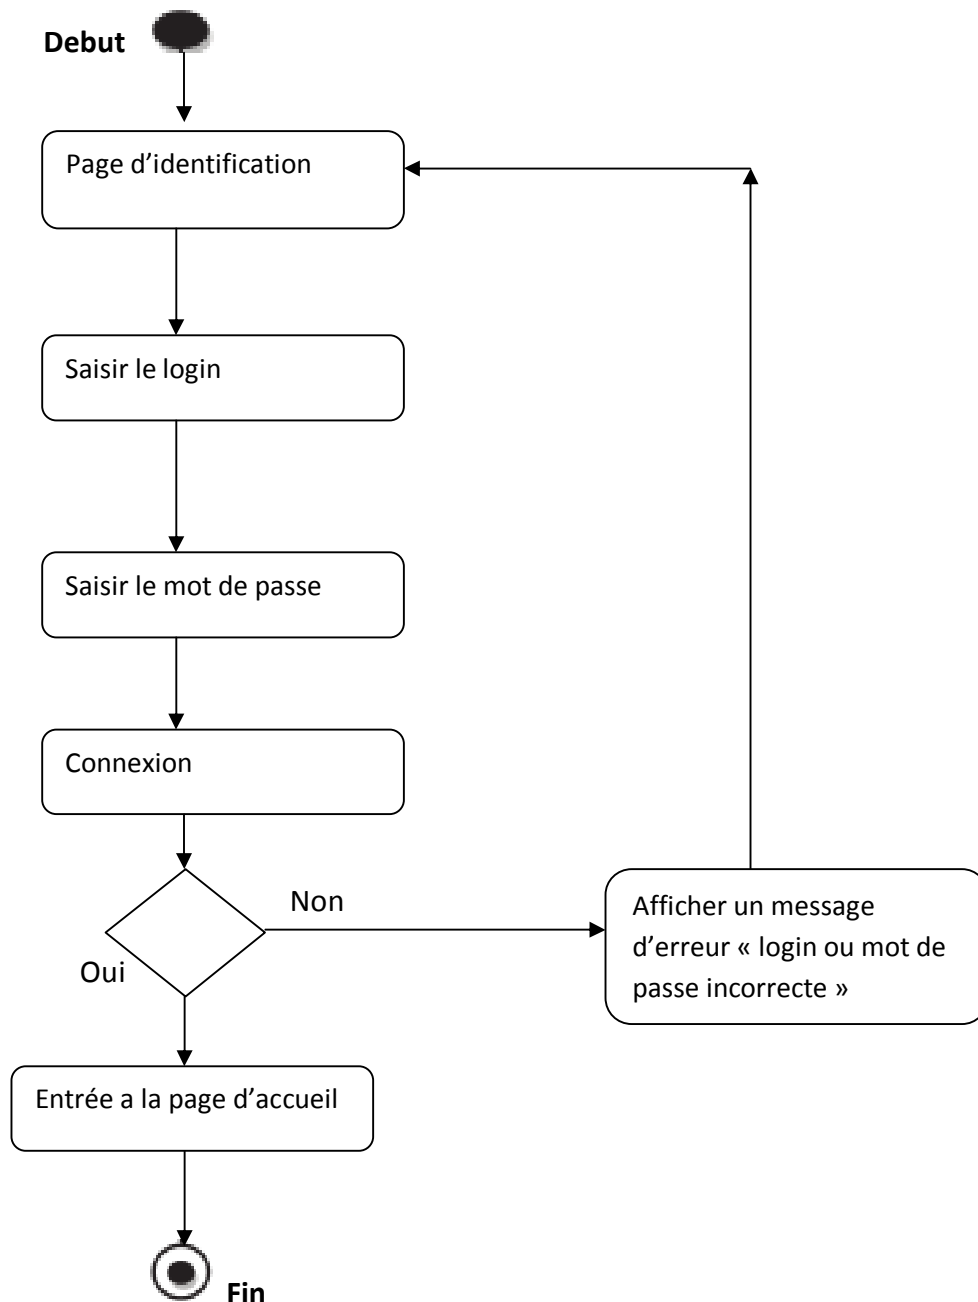 Debut
Page d’identification
Saisir le login
Saisir le mot de passe
Connexion
Non
Oui
Afficher un message
d’erreur « login ou mot de
passe incorrecte »
Entrée a la page d’accueil
Fin